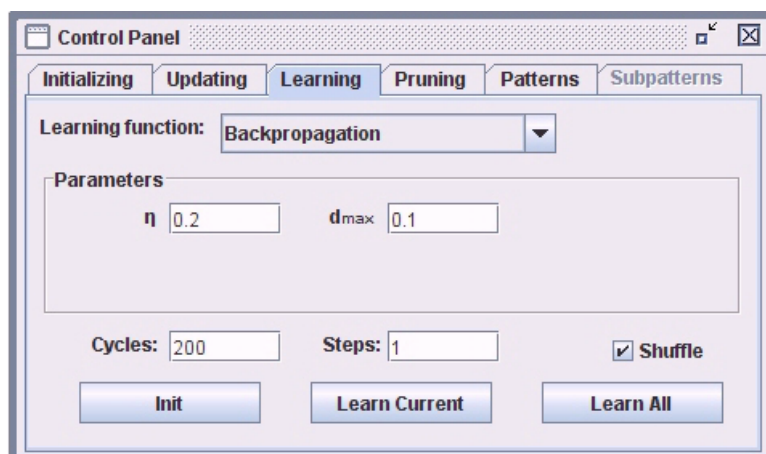 Control Panel
Initializing Updating Learning Pruning Patterns Subpatterns
Learning function: Backpropagation
Parameters
η 0.2 dmax 0.1
Cycles: 200 Steps: 1 Shuffle
Init Learn Current Learn All